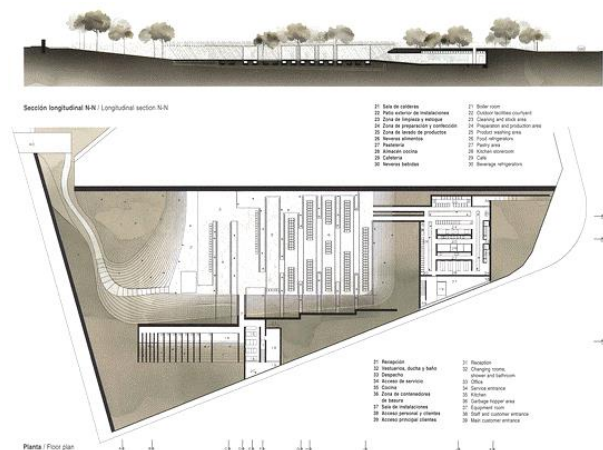 Sección longitudinal N-N / Longitudinal section N-N
21 Sala de calderas
22 Patio exterior de instalaciones
23 Zona de limpieza y estoque
24 Zona de preparación y confección
25 Zona de lavado de productos
26 Neveras alimentos
27 Pastelería
28 Almacén cocina
29 Cafetería
30 Neveras bebidas
21 Boiler room
22 Outdoor facilities courtyard
23 Cleaning and stock area
24 Preparation and production area
25 Product washing area
26 Food refrigerators
27 Pastry area
28 Kitchen storeroom
29 Café
30 Beverage refrigerators
31 Recepción
32 Vestuarios, ducha y baño
33 Despacho
34 Acceso de servicio
35 Cocina
36 Zona de contenedores
de basura
37 Sala de instalaciones
38 Acceso personal y clientes
39 Acceso principal clientes
31 Reception
32 Changing rooms,
shower and bathroom
33 Office
34 Service entrance
35 Kitchen
36 Garbage hopper area
37 Equipment room
38 Staff and customer entrance
39 Main customer entrance
Planta / Floor plan